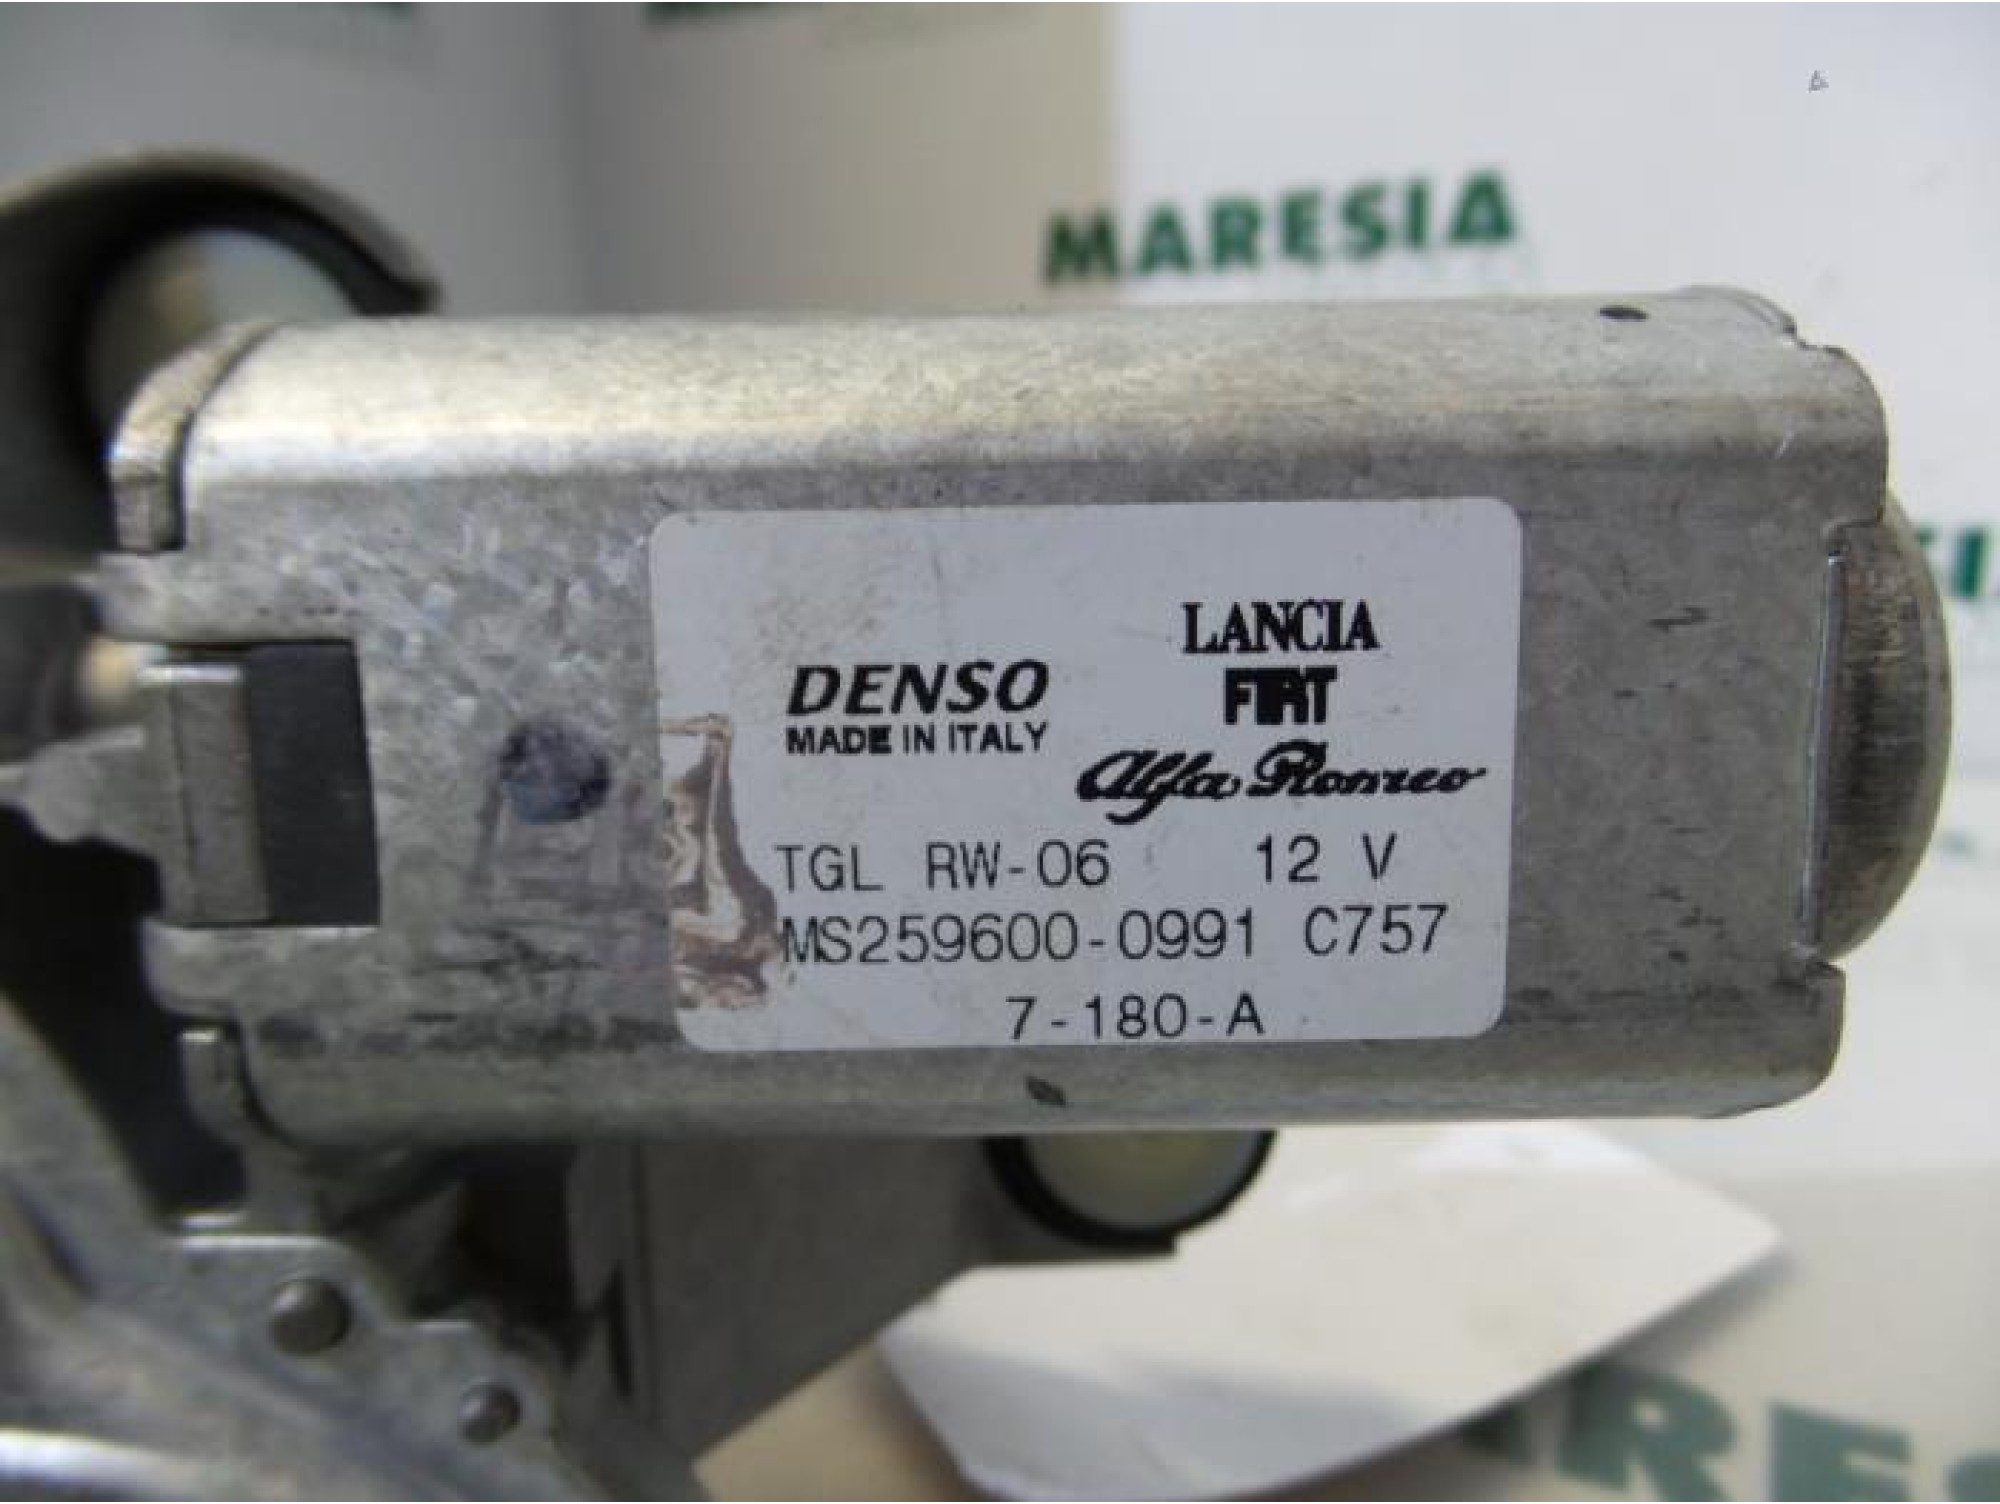 MARESIA
DENSO
MADE IN ITALY
LANCIA
FIAT
Alfa Romeo
TGL RW-06 12 V
MS259600-0991 C757
7-180-A